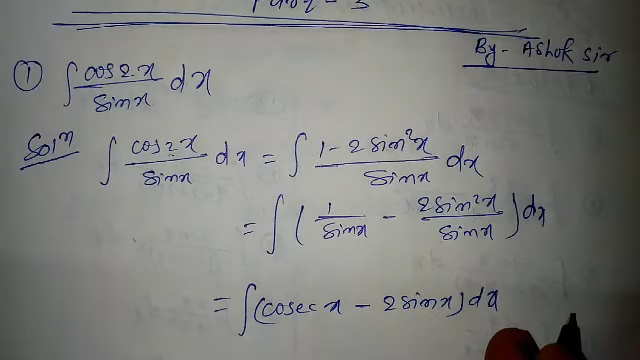 By - Ashok Sir
① ∫ cos2x/sinx dx
Solⁿ ∫ cos2x/sinx dx = ∫ 1-2sin²x/sinx dx
= ∫ ( 1/sinx - 2sin²x/sinx ) dx
= ∫(cosec x - 2sinx) dx